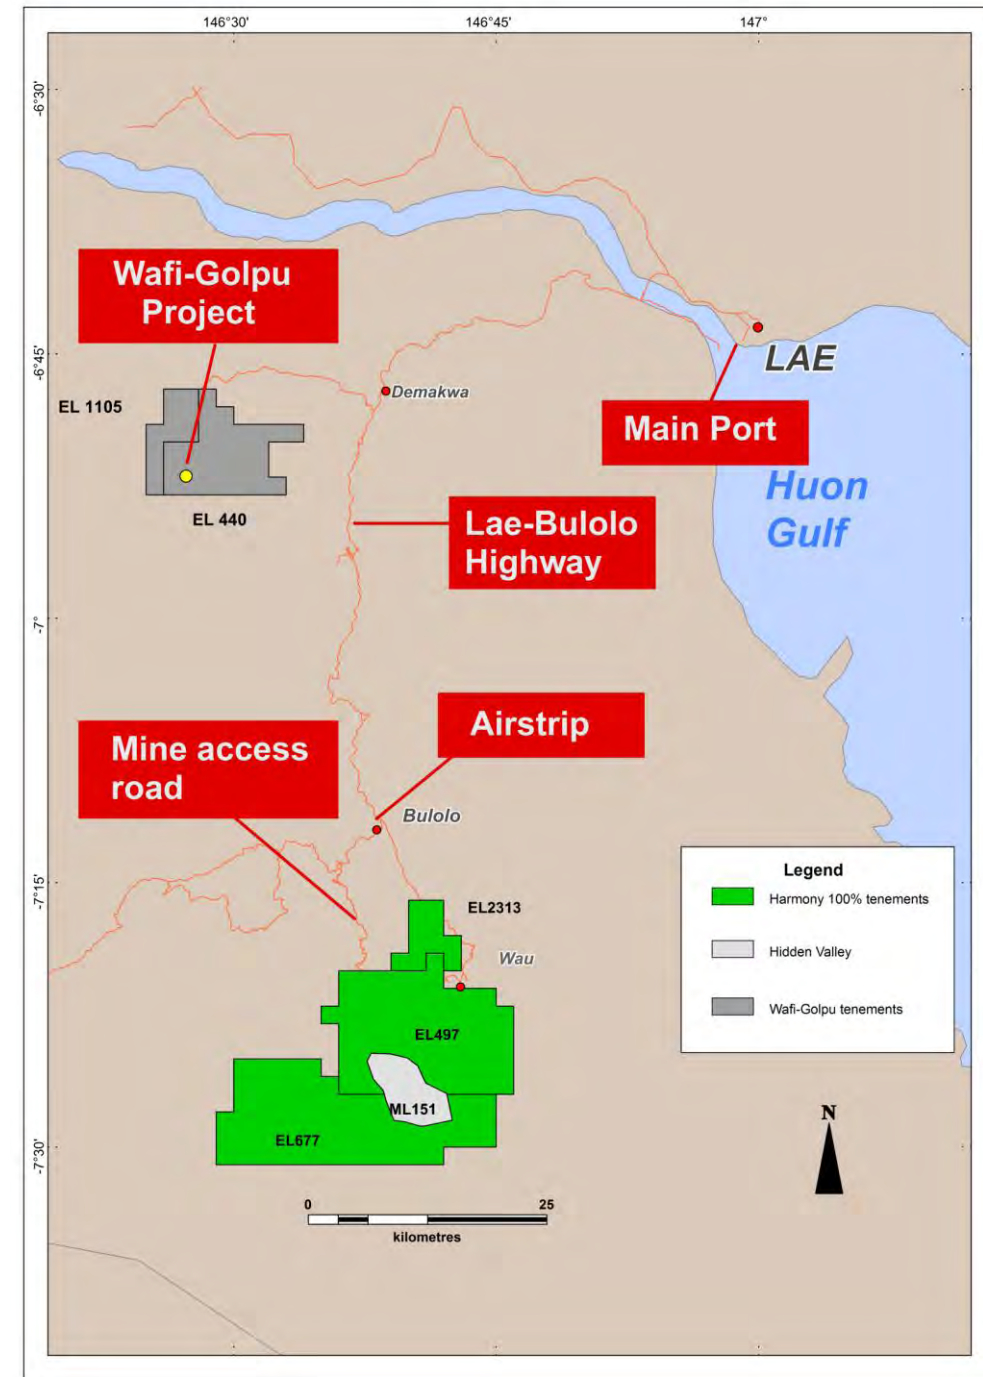 146°30'
146°45'
147°
-6°30'
Wafi-Golpu
Project
-6°45'
LAE
Demakwa
EL 1105
Main Port
Huon
Gulf
EL 440
Lae-Bulolo
Highway
-7°
Airstrip
Mine access
road
Bulolo
Legend
-7°15'
Harmony 100% tenements
EL2313
Hidden Valley
Wau
Wafi-Golpu tenements
EL497
ML151
N
EL677
-7°30'
0
25
kilometres